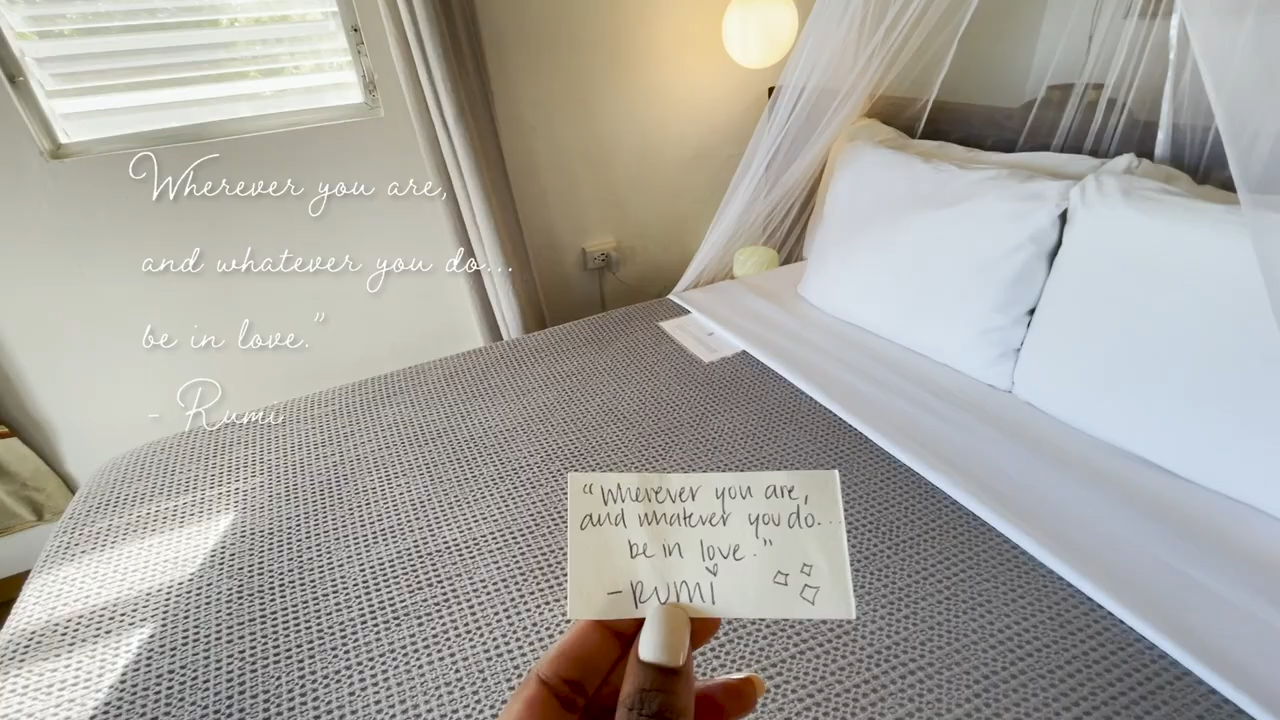 Wherever you are,
and whatever you do...
be in love.”
- Rumi
“Wherever you are,
and whatever you do...
be in love.”
-RUMI